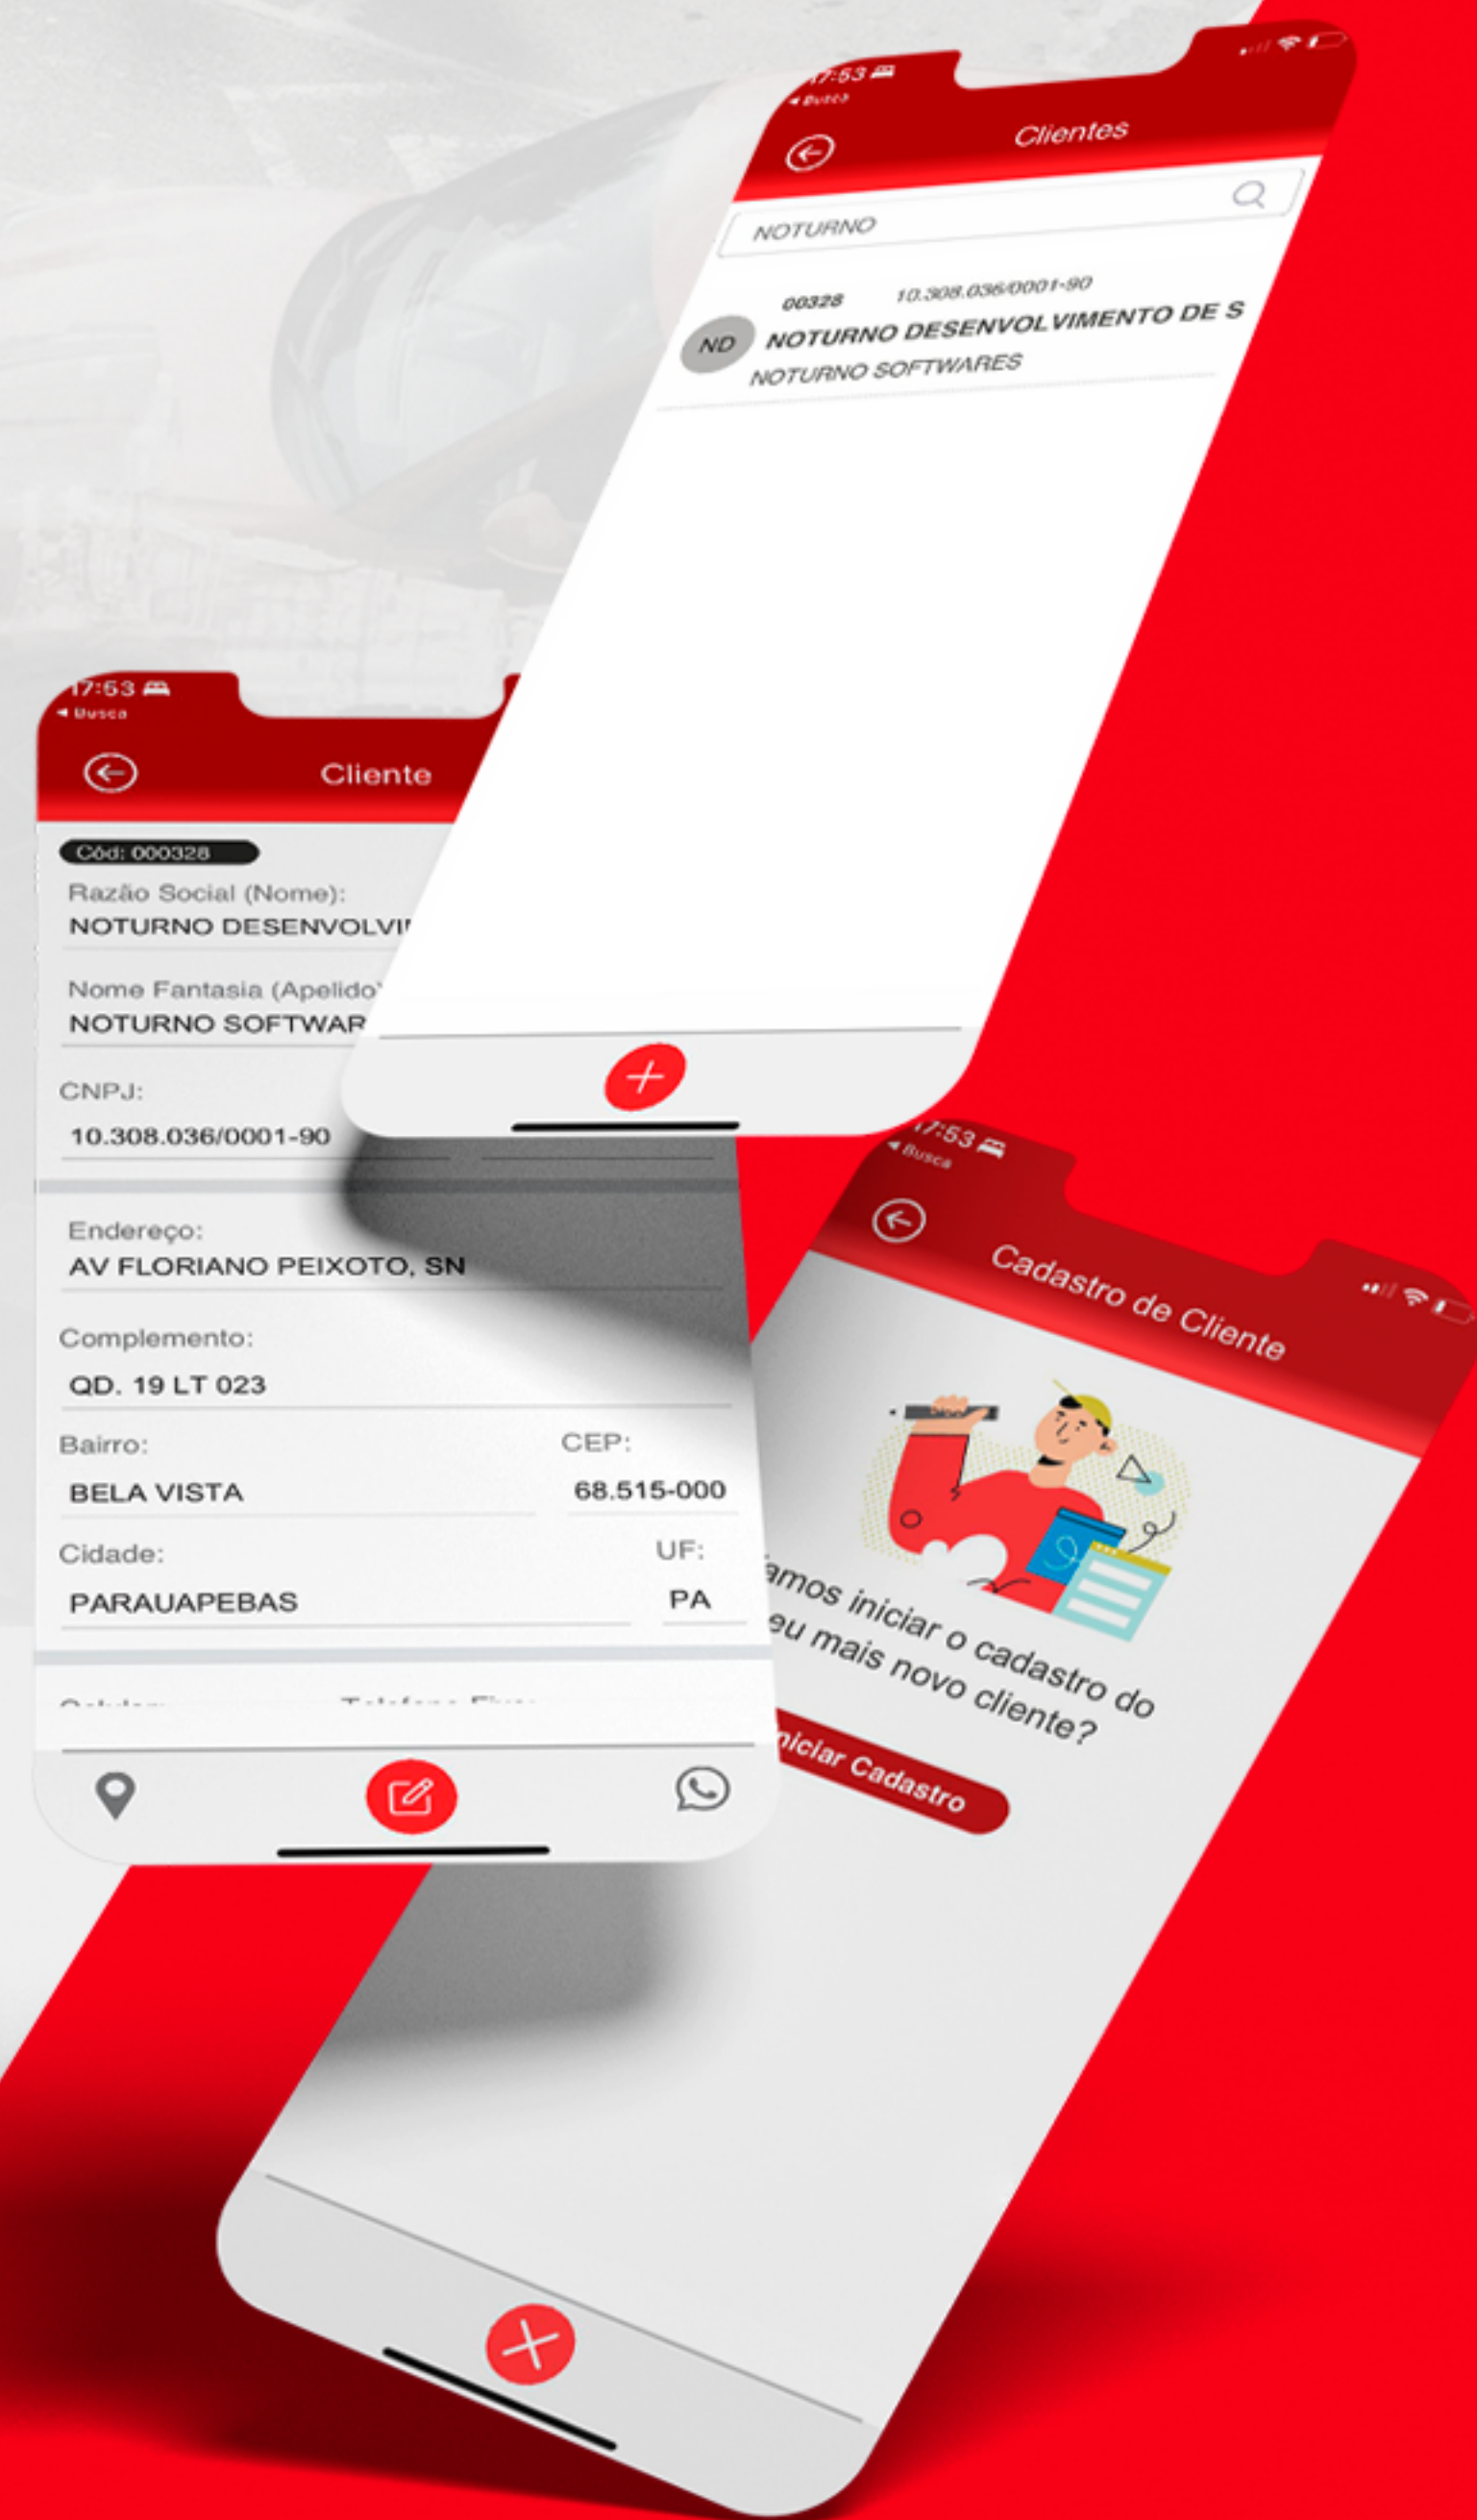 17:53
◄ Busca
Clientes
NOTURNO
00328 10.308.036/0001-90
ND
NOTURNO DESENVOLVIMENTO DE S
NOTURNO SOFTWARES
17:53
◄ Busca
Cliente
Cód: 000328
Razão Social (Nome):
NOTURNO DESENVOLVI
Nome Fantasia (Apelido)
NOTURNO SOFTWAR
CNPJ:
10.308.036/0001-90
Endereço:
AV FLORIANO PEIXOTO, SN
Complemento:
QD. 19 LT 023
Bairro: CEP:
BELA VISTA 68.515-000
Cidade: UF:
PARAUAPEBAS PA
17:53
◄ Busca
Cadastro de Cliente
amos iniciar o cadastro do
eu mais novo cliente?
niciar Cadastro